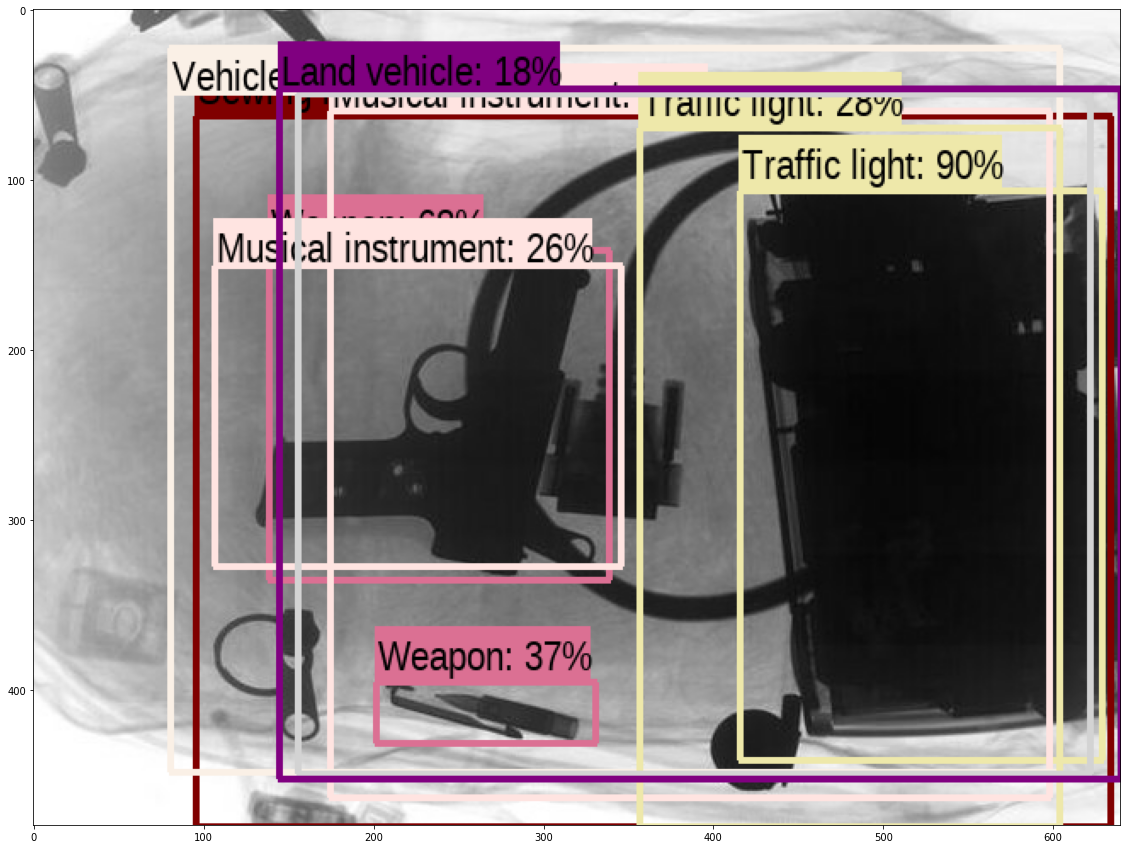 Vehicle
Land vehicle: 18%
Musical instrument:
Traffic light: 28%
Traffic light: 90%
Weapon: 68%
Musical instrument: 26%
Weapon: 37%
0
100
200
300
400
0
100
200
300
400
500
600